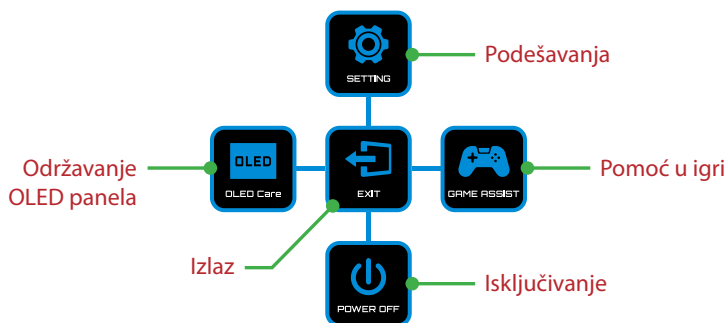 SETTING
Podešavanja
OLED
OLED Care
Održavanje
OLED panela
EXIT
Izlaz
GAME ASSIST
Pomoć u igri
POWER OFF
Isključivanje